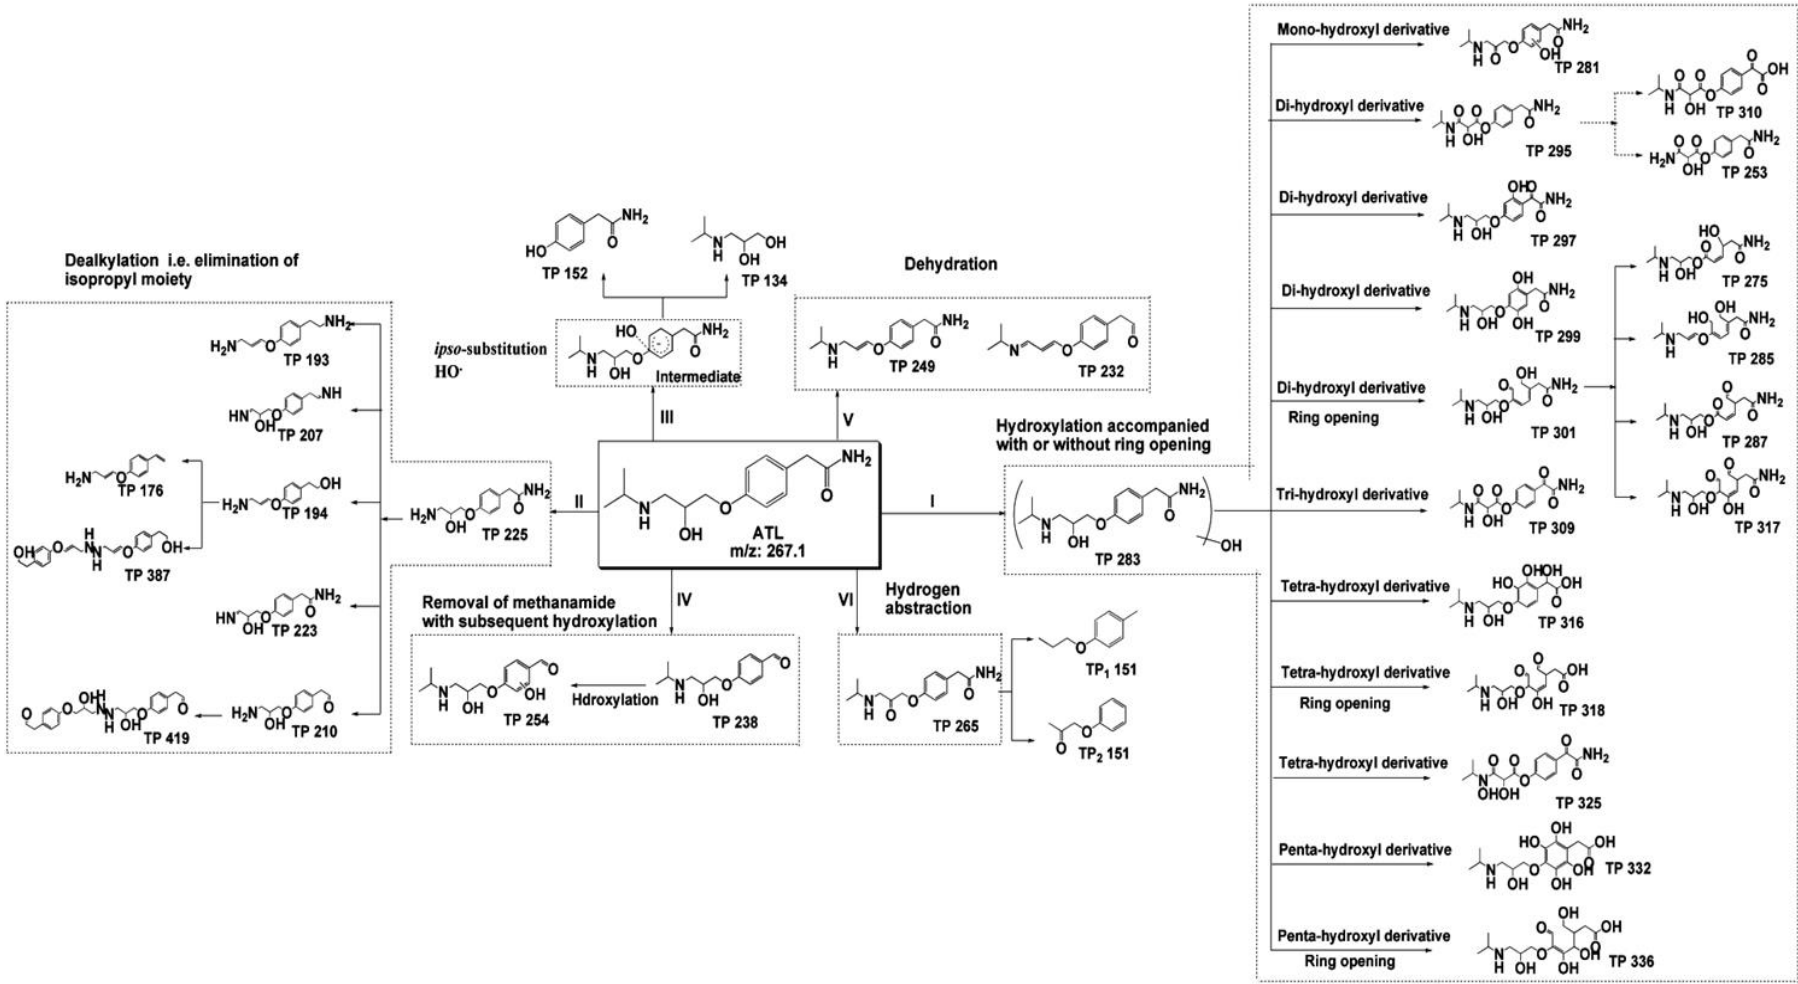 Mono-hydroxyl derivative
TP 281
Di-hydroxyl derivative
TP 295
TP 310
TP 253
Di-hydroxyl derivative
TP 297
Di-hydroxyl derivative
TP 299
Di-hydroxyl derivative
Ring opening
TP 301
TP 275
TP 285
TP 287
TP 317
Tri-hydroxyl derivative
TP 309
Tetra-hydroxyl derivative
TP 316
Tetra-hydroxyl derivative
Ring opening
TP 318
Tetra-hydroxyl derivative
TP 325
Penta-hydroxyl derivative
TP 332
Penta-hydroxyl derivative
Ring opening
TP 336
Hydroxylation accompanied
with or without ring opening
I
TP 283
OH
Dehydration
TP 249
TP 232
V
TP 152
TP 134
ipso-substitution
HO·
Intermediate
III
ATL
m/z: 267.1
Dealkylation i.e. elimination of
isopropyl moiety
II
TP 225
TP 193
TP 207
TP 176
TP 194
TP 387
TP 223
TP 419
TP 210
IV
Removal of methanamide
with subsequent hydroxylation
TP 254
Hdroxylation
TP 238
VI
Hydrogen
abstraction
TP 265
TP₁ 151
TP₂ 151